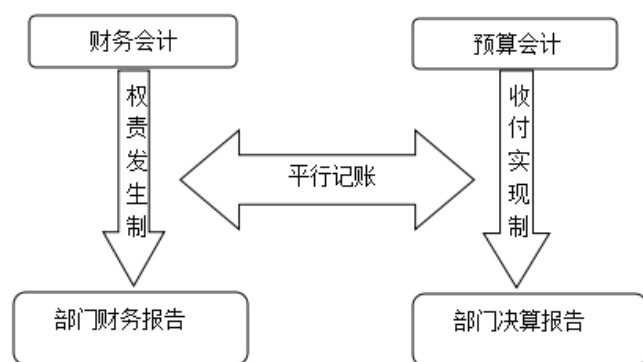 财务会计
预算会计
权责发生制
收付实现制
平行记账
部门财务报告
部门决算报告